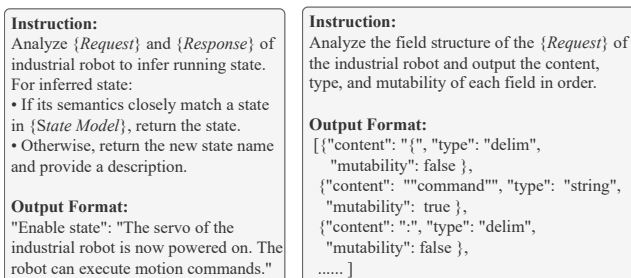 Instruction:
Analyze {Request} and {Response} of
industrial robot to infer running state.
For inferred state:
• If its semantics closely match a state
in {State Model}, return the state.
• Otherwise, return the new state name
and provide a description.
Output Format:
"Enable state": "The servo of the
industrial robot is now powered on. The
robot can execute motion commands."
Instruction:
Analyze the field structure of the {Request} of
the industrial robot and output the content,
type, and mutability of each field in order.
Output Format:
[{"content": "{", "type": "delim",
"mutability": false },
{"content": ""command"", "type": "string",
"mutability": true },
{"content": ":", "type": "delim",
"mutability": false },
...... ]